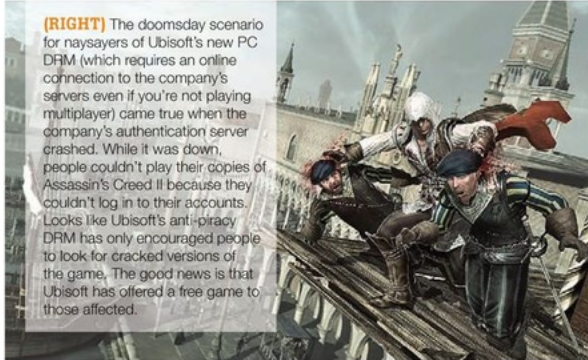 (RIGHT) The doomsday scenario
for naysayers of Ubisoft's new PC
DRM (which requires an online
connection to the company's
servers even if you're not playing
multiplayer) came true when the
company's authentication server
crashed. While it was down,
people couldn't play their copies of
Assassin's Creed II because they
couldn't log in to their accounts.
Looks like Ubisoft's anti-piracy
DRM has only encouraged people
to look for cracked versions of
the game. The good news is that
Ubisoft has offered a free game to
those affected.